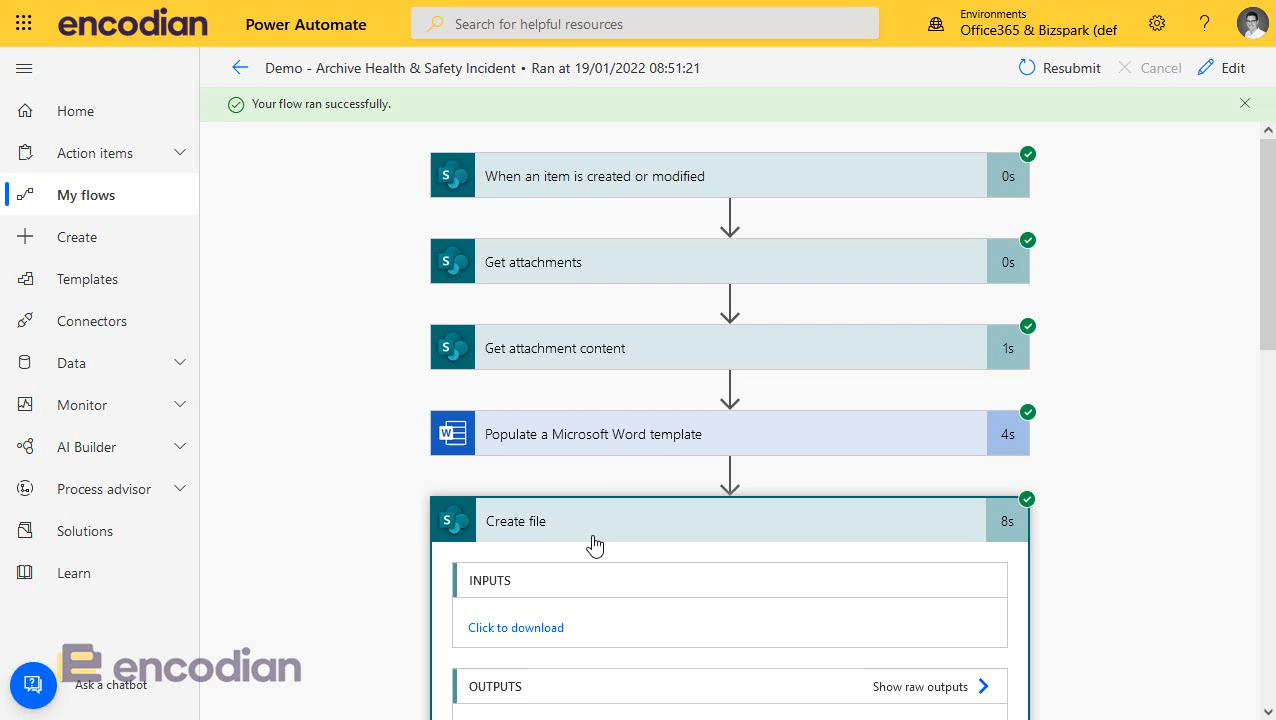 encodian
Power Automate
Search for helpful resources
Environments
Office365 & Bizspark (def
Demo - Archive Health & Safety Incident • Ran at 19/01/2022 08:51:21
Resubmit
Cancel
Edit
Your flow ran successfully.
Home
Action items
My flows
Create
Templates
Connectors
Data
Monitor
AI Builder
Process advisor
Solutions
Learn
Ask a chatbot
encodian
When an item is created or modified
0s
Get attachments
0s
Get attachment content
1s
Populate a Microsoft Word template
4s
Create file
8s
INPUTS
Click to download
OUTPUTS
Show raw outputs